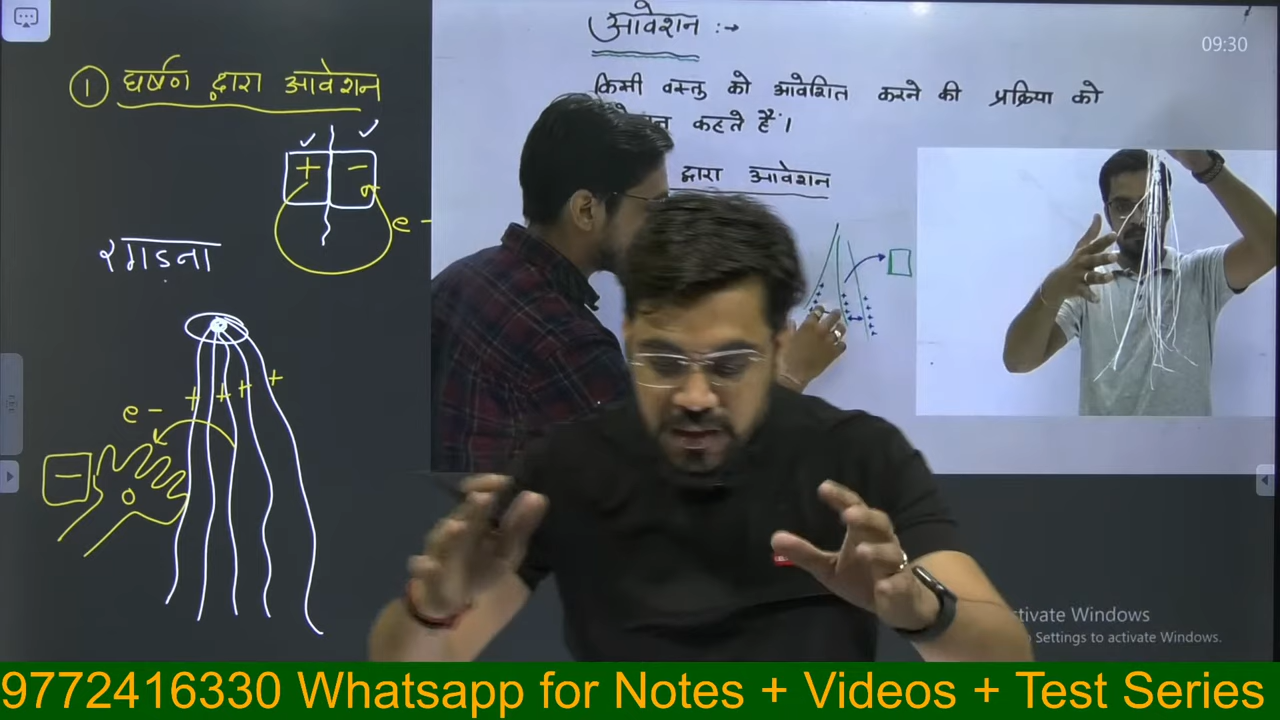 ① घर्षण द्वारा आवेशन
+ -
e -
रगडना
+ + + +
e -
-
आवेशन :→
09:30
किसी वस्तु को आवेशित करने की प्रक्रिया को
कहते हैं।
द्वारा आवेशन
ctivate Windows
Settings to activate Windows.
9772416330 Whatsapp for Notes + Videos + Test Series